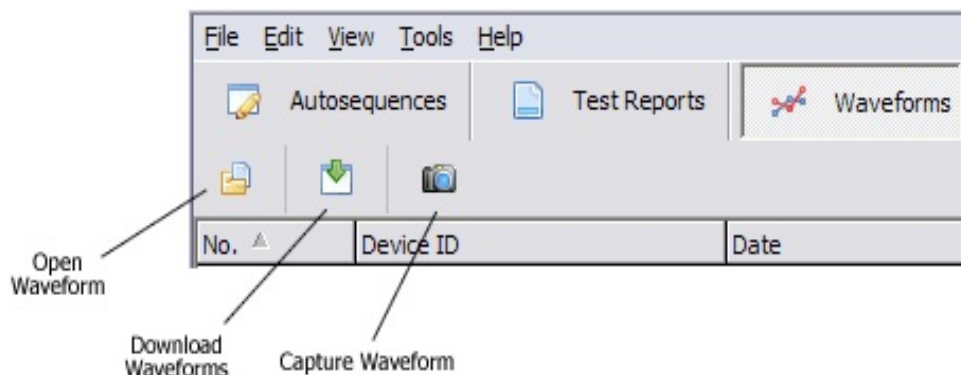 File Edit View Tools Help
Autosequences Test Reports Waveforms
No. Device ID Date
Open
Waveform
Download
Waveforms
Capture Waveform